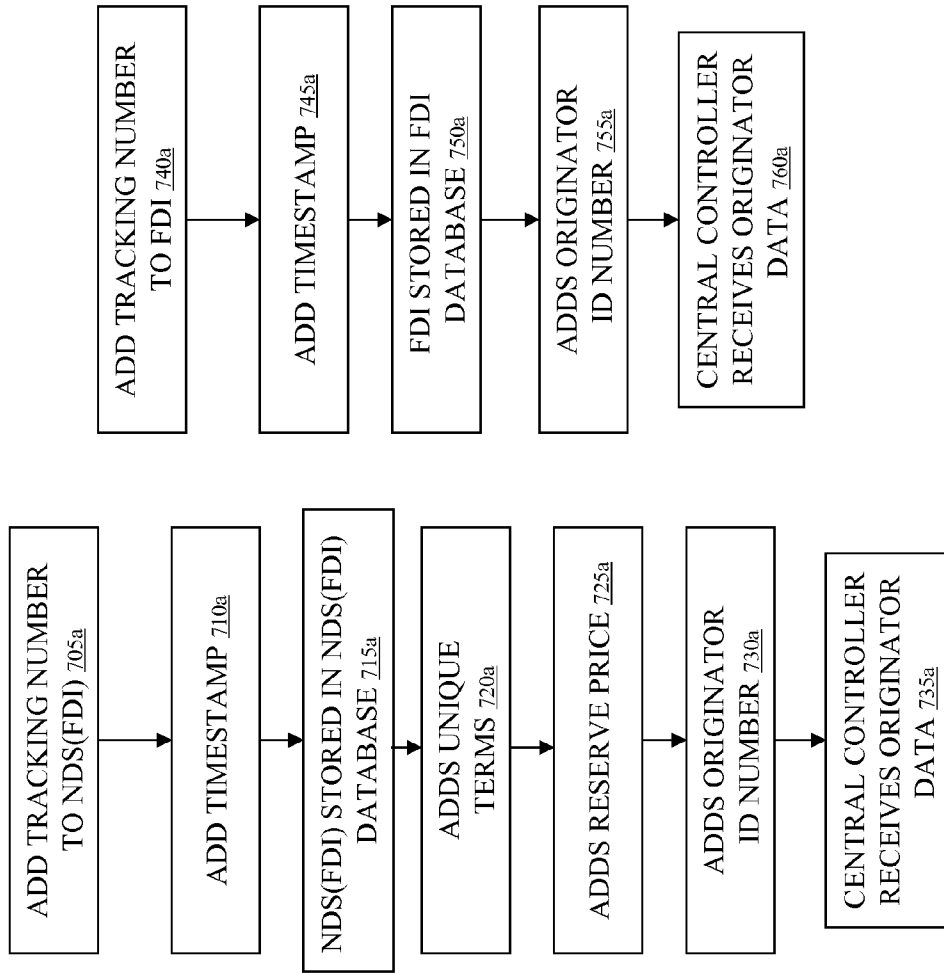 ADD TRACKING NUMBER
TO NDS(FDI) 705a
ADD TIMESTAMP 710a
NDS(FDI) STORED IN NDS(FDI)
DATABASE 715a
ADDS UNIQUE
TERMS 720a
ADDS RESERVE PRICE 725a
ADDS ORIGINATOR
ID NUMBER 730a
CENTRAL CONTROLLER
RECEIVES ORIGINATOR
DATA 735a
ADD TRACKING NUMBER
TO FDI 740a
ADD TIMESTAMP 745a
FDI STORED IN FDI
DATABASE 750a
ADDS ORIGINATOR
ID NUMBER 755a
CENTRAL CONTROLLER
RECEIVES ORIGINATOR
DATA 760a